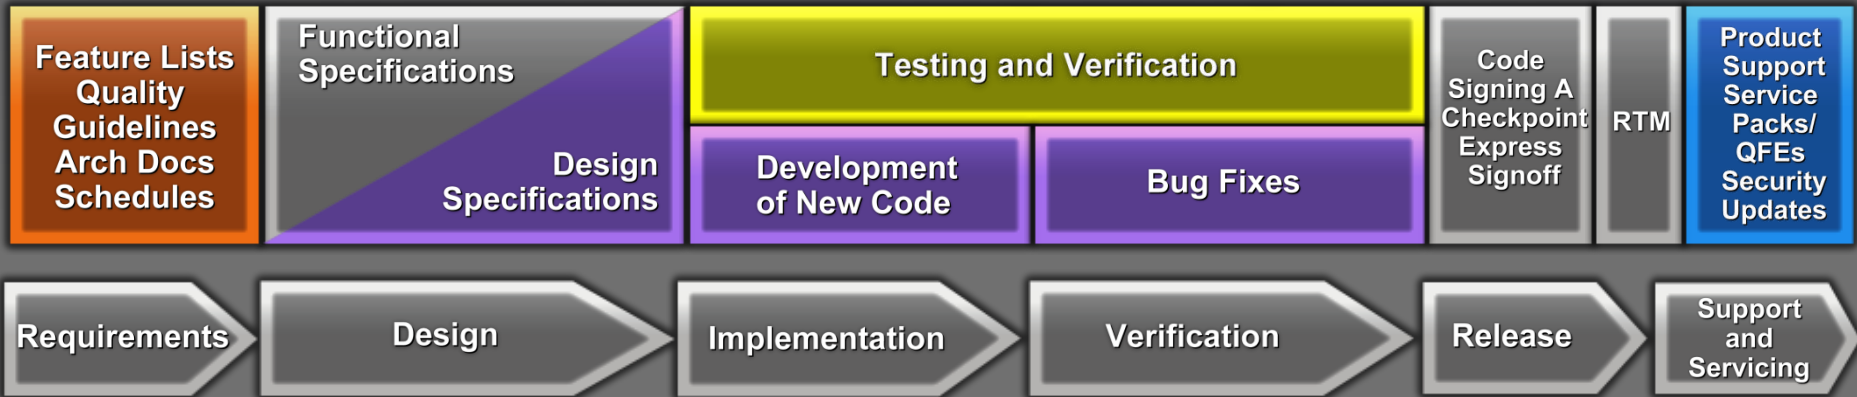 Feature Lists
Quality
Guidelines
Arch Docs
Schedules
Functional
Specifications
Design
Specifications
Testing and Verification
Development
of New Code
Bug Fixes
Code
Signing A
Checkpoint
Express
Signoff
RTM
Product
Support
Service
Packs/
QFEs
Security
Updates
Requirements
Design
Implementation
Verification
Release
Support
and
Servicing